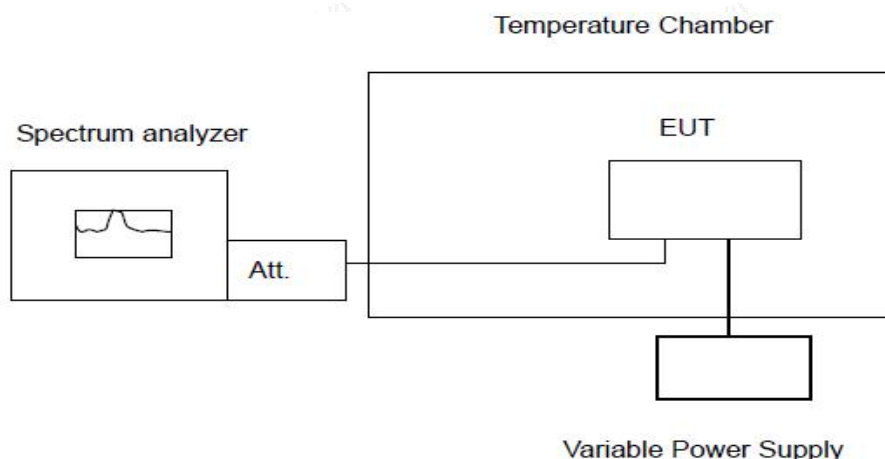 Temperature Chamber
Spectrum analyzer
EUT
Att.
Variable Power Supply